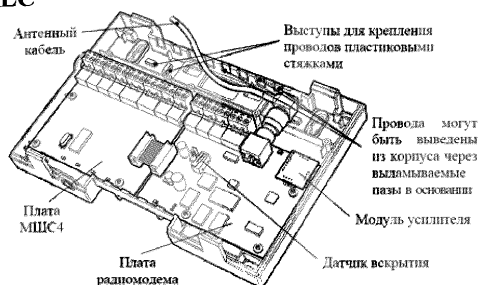 Антенный
кабель
Выступы для крепления
проводов пластиковыми
стяжками
Провода могут
быть выведены
из корпуса через
выламываемые
пазы в основании
Плата
МШС4
Модуль усилителя
Плата
радиомодема
Датчик вскрытия